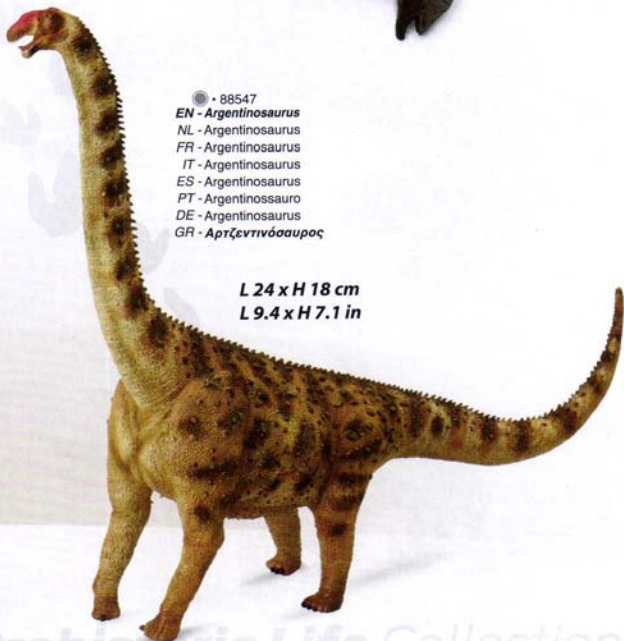 • 88547
EN - Argentinosaurus
NL - Argentinosaurus
FR - Argentinosaurus
IT - Argentinosaurus
ES - Argentinosaurus
PT - Argentinossauro
DE - Argentinosaurus
GR - Αρτζεντινόσαυρος
L 24 x H 18 cm
L 9.4 x H 7.1 in